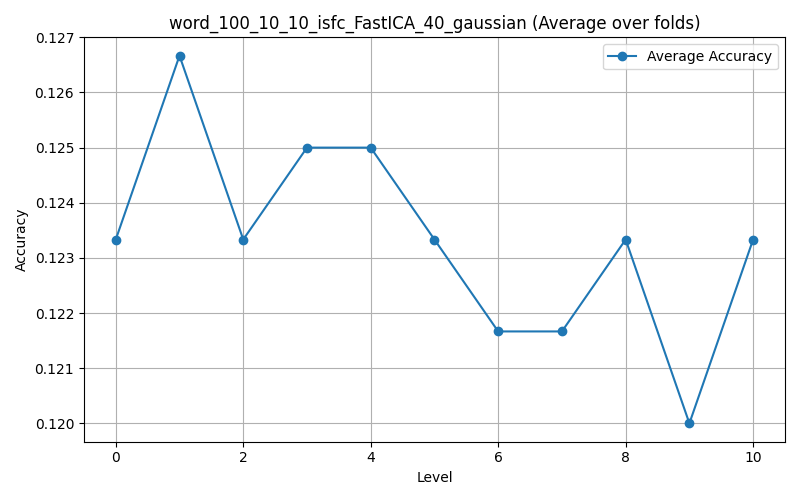 word_100_10_10_isfc_FastICA_40_gaussian (Average over folds)
Average Accuracy
Accuracy
0.127
0.126
0.125
0.124
0.123
0.122
0.121
0.120
0 2 4 6 8 10
Level